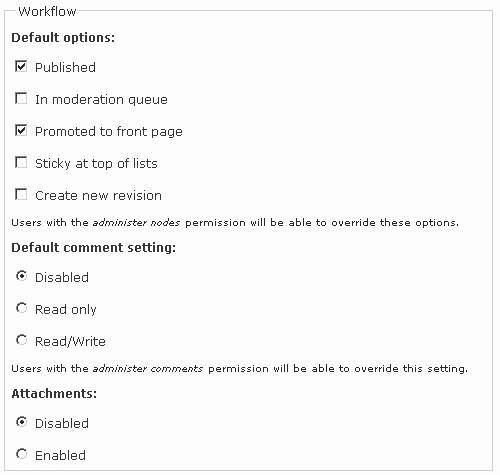 Workflow
Default options:
Published
In moderation queue
Promoted to front page
Sticky at top of lists
Create new revision
Users with the administer nodes permission will be able to override these options.
Default comment setting:
Disabled
Read only
Read/Write
Users with the administer comments permission will be able to override this setting.
Attachments:
Disabled
Enabled